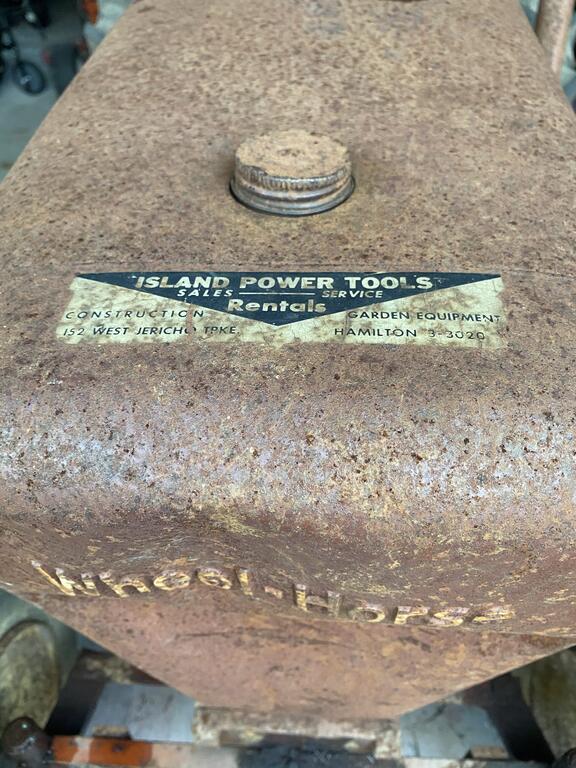 ISLAND POWER TOOLS
SALES SERVICE
Rentals
CONSTRUCTION GARDEN EQUIPMENT
152 WEST JERICHO TPKE. HAMILTON 3-3020
Wheel-Horse